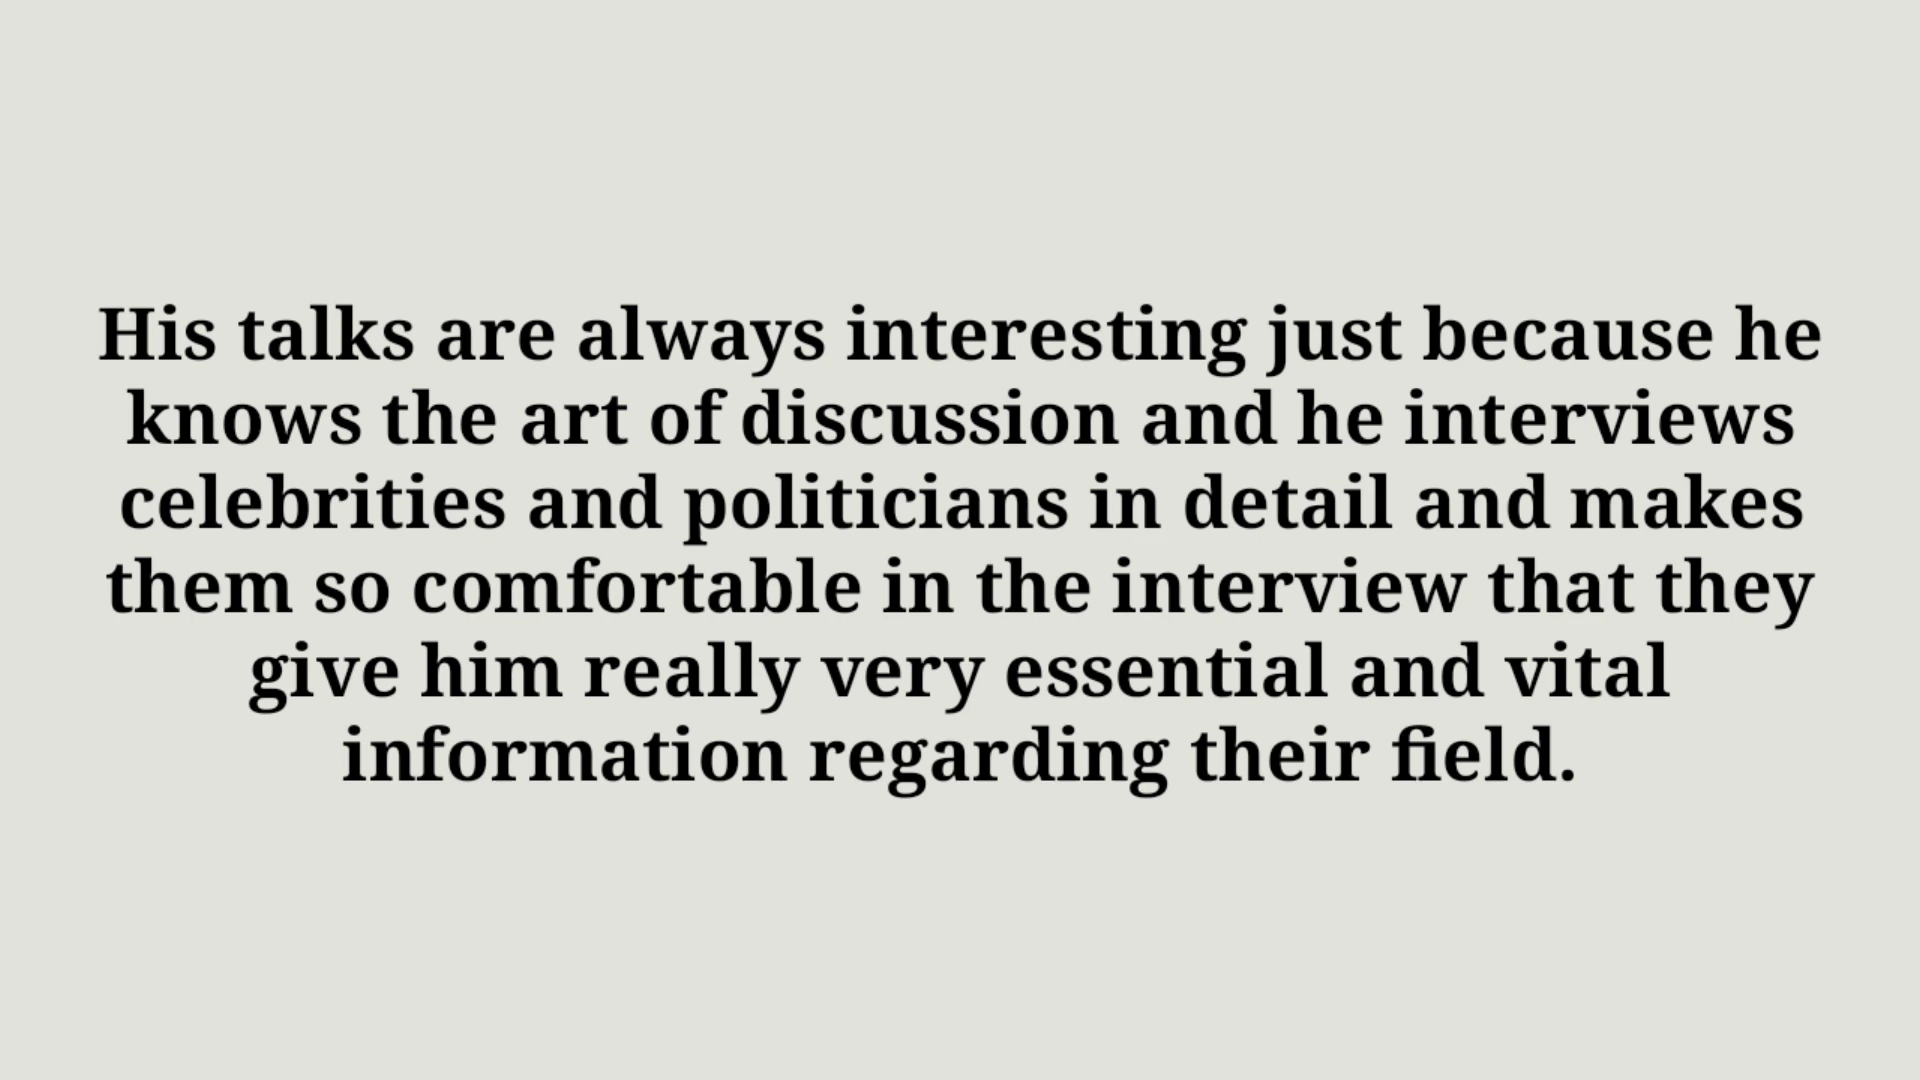 His talks are always interesting just because he
knows the art of discussion and he interviews
celebrities and politicians in detail and makes
them so comfortable in the interview that they
give him really very essential and vital
information regarding their field.